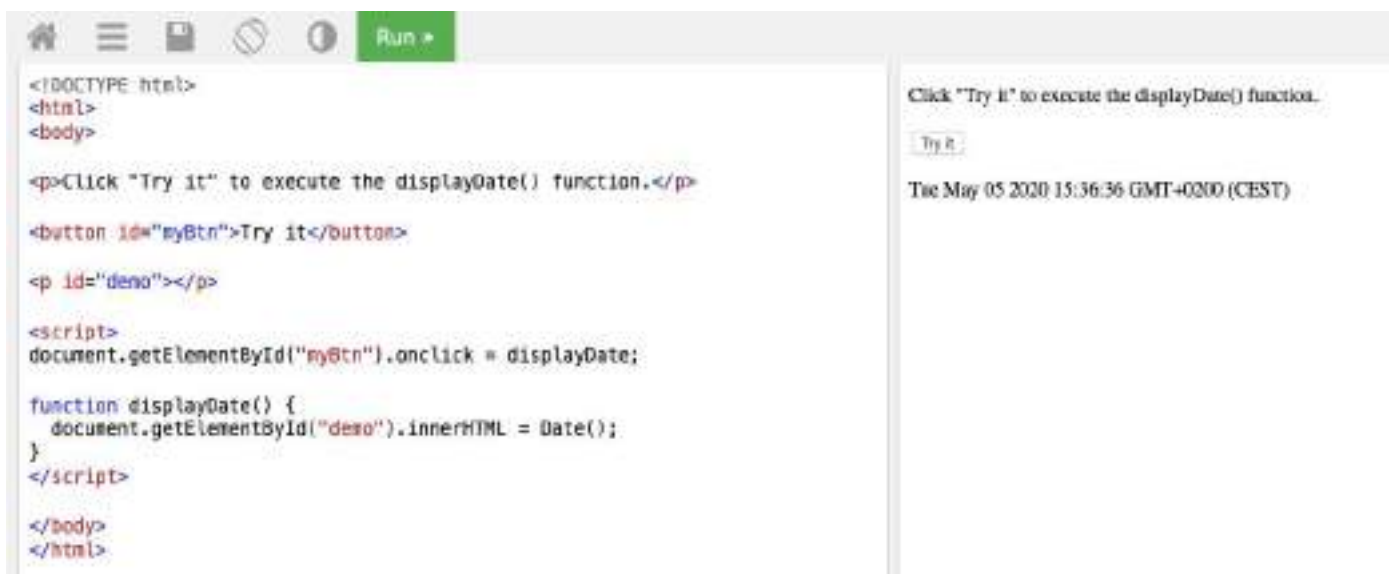 Run »
<!DOCTYPE html>
<html>
<body>
<p>Click "Try it" to execute the displayDate() function.</p>
<button id="myBtn">Try it</button>
<p id="demo"></p>
<script>
document.getElementById("myBtn").onclick = displayDate;
function displayDate() {
  document.getElementById("demo").innerHTML = Date();
}
</script>
</body>
</html>
Click "Try it" to execute the displayDate() function.
Try it
Tue May 05 2020 15:36:36 GMT+0200 (CEST)